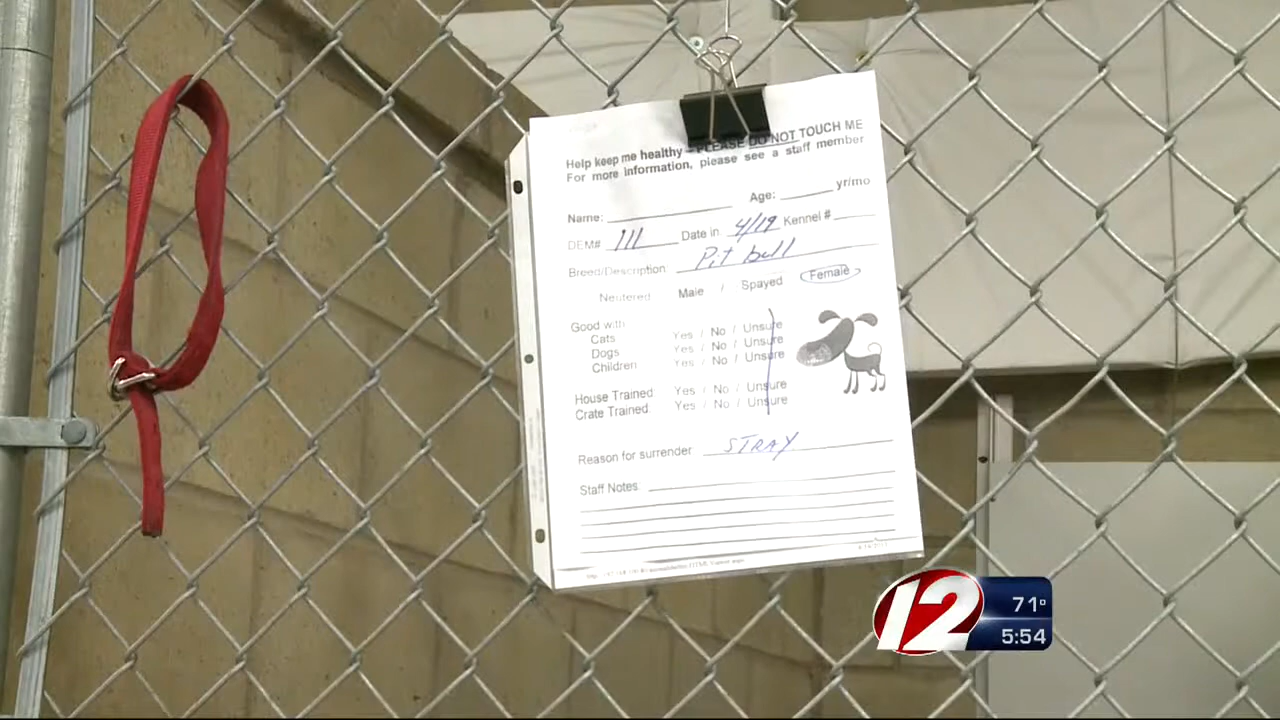 Help keep me healthy – PLEASE DO NOT TOUCH ME
For more information, please see a staff member
Name: Age: yr/mo
DEM# 111 Date in 4/19 Kennel #
Breed/Description: Pit bull
Neutered Male / Spayed Female
Good with
Cats Yes / No / Unsure
Dogs Yes / No / Unsure
Children Yes / No / Unsure
House Trained Yes / No / Unsure
Crate Trained: Yes / No / Unsure
Reason for surrender STRAY
Staff Notes
12 71°
5:54